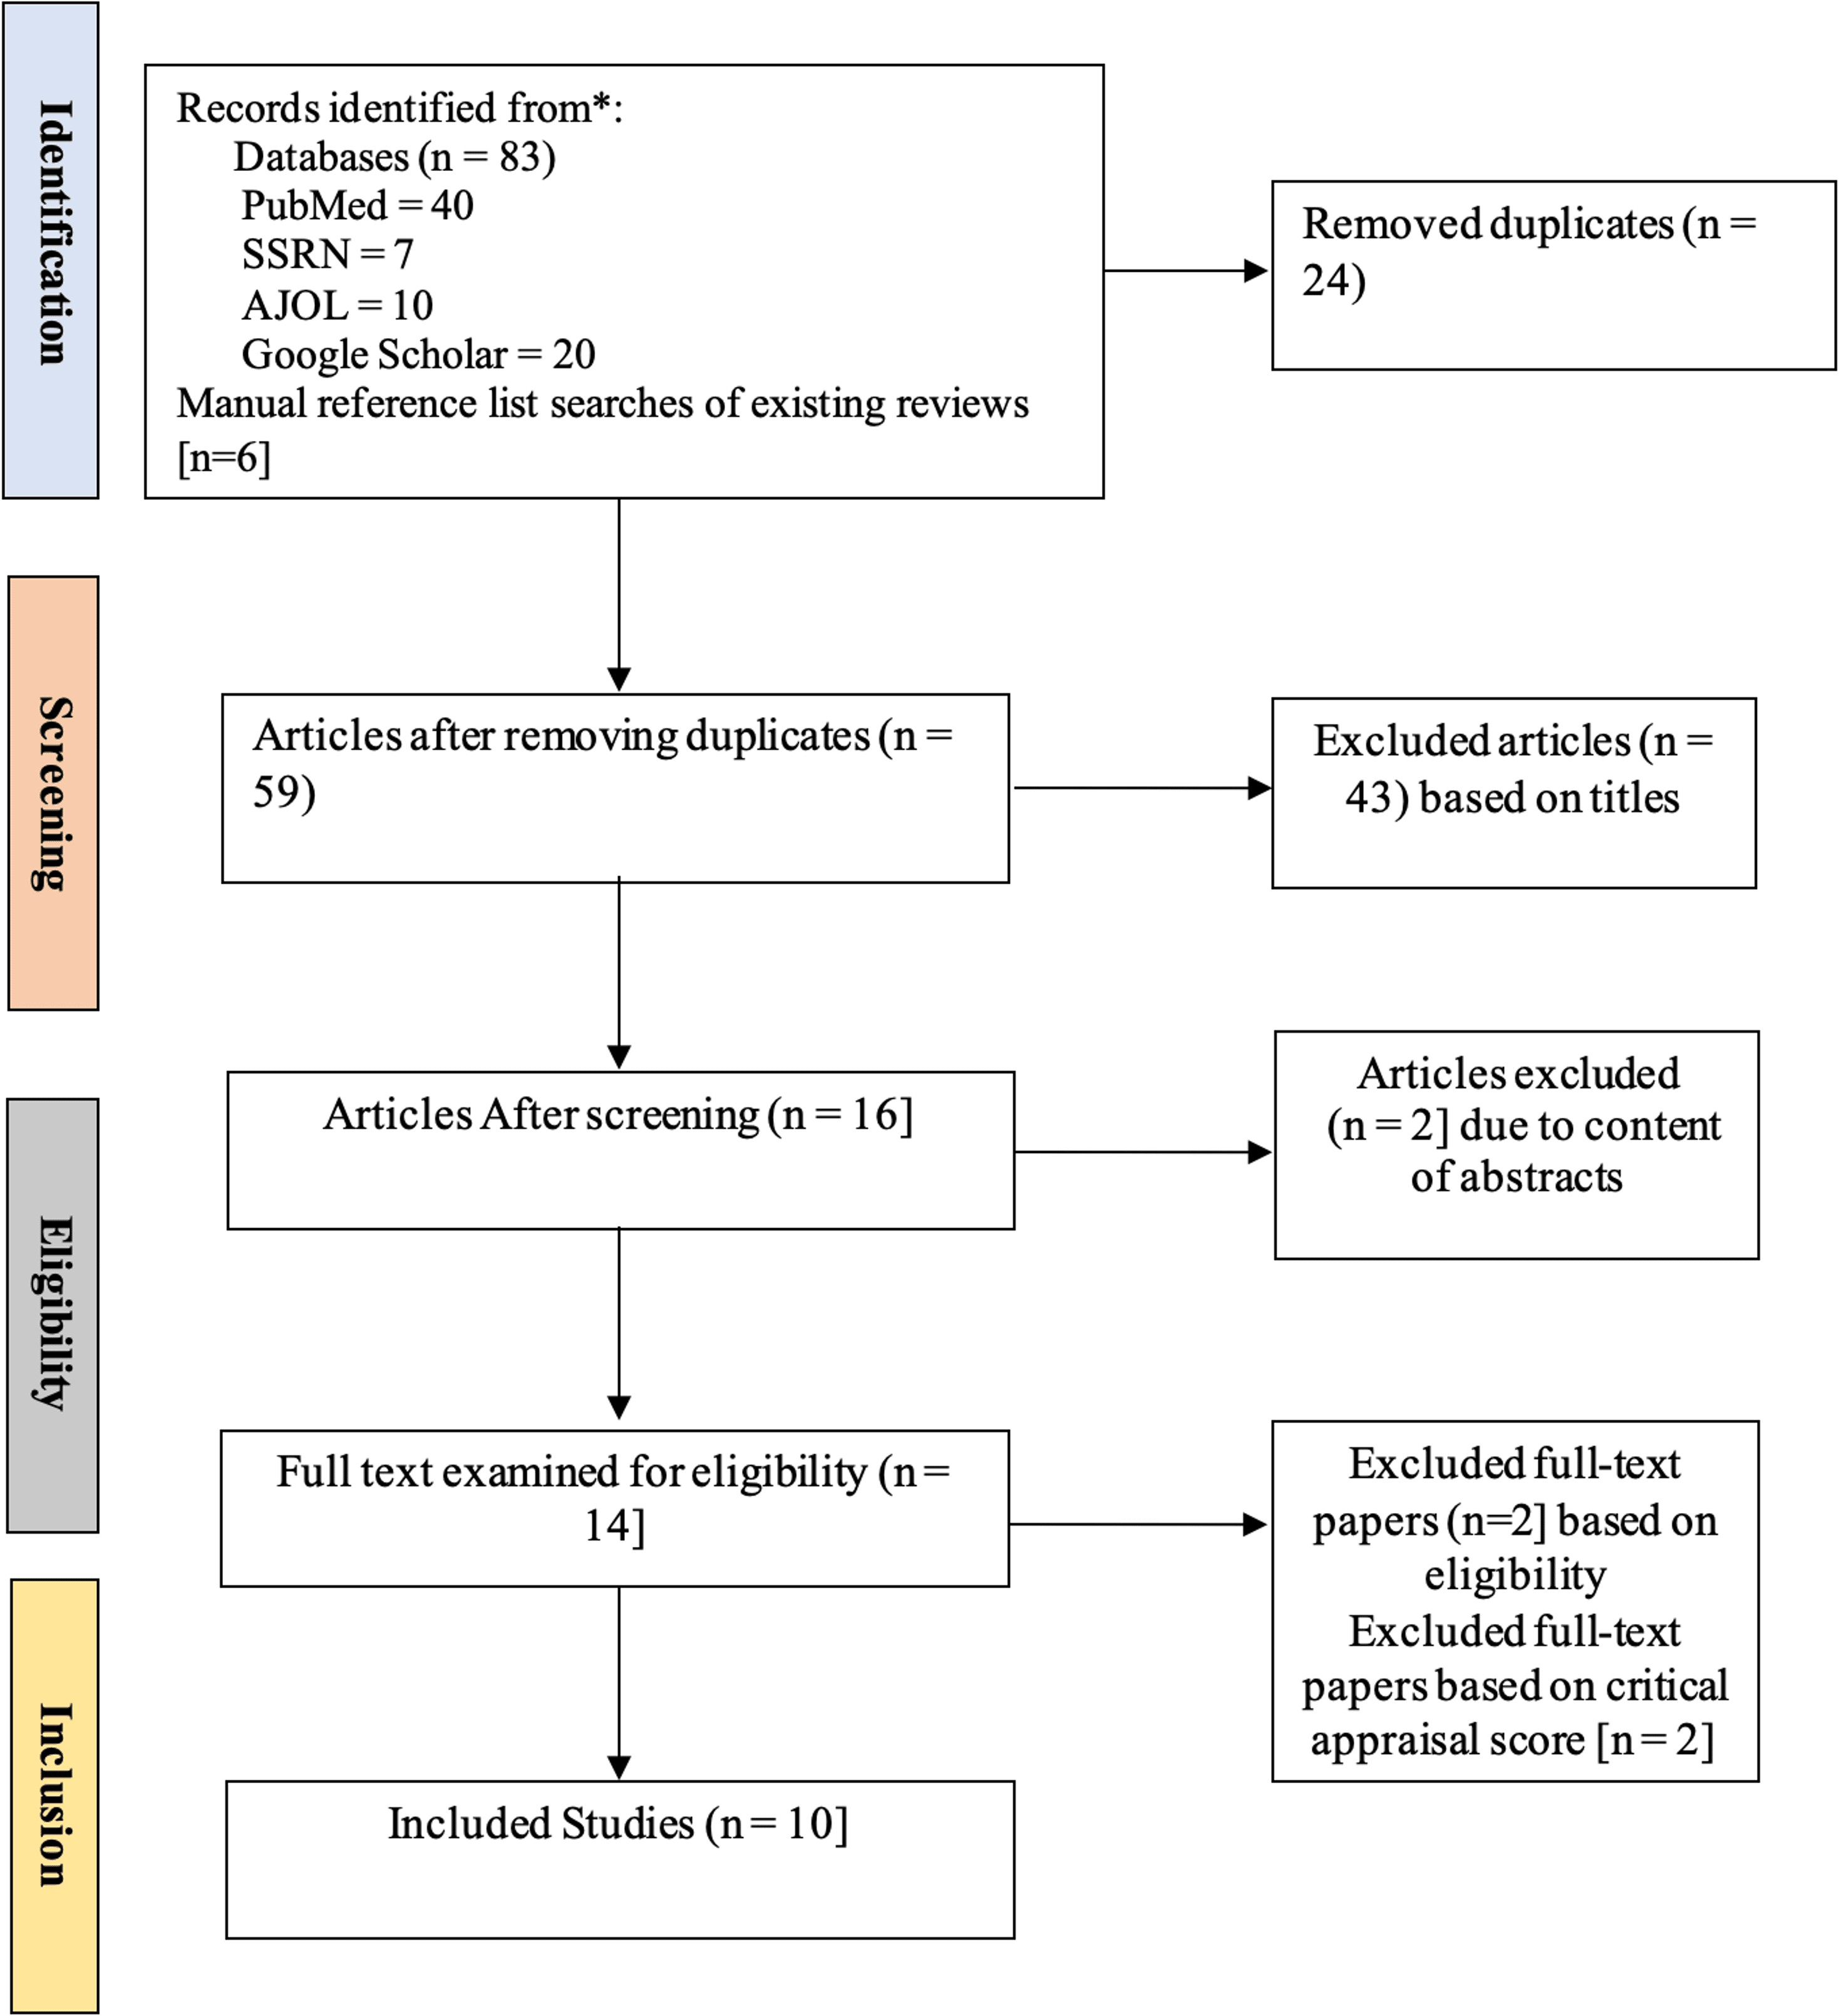 Identification
Records identified from*:
Databases (n = 83)
PubMed = 40
SSRN = 7
AJOL = 10
Google Scholar = 20
Manual reference list searches of existing reviews
[n=6]
Removed duplicates (n =
24)
Screening
Articles after removing duplicates (n =
59)
Excluded articles (n =
43) based on titles
Eligibility
Articles After screening (n = 16]
Articles excluded
(n = 2] due to content
of abstracts
Full text examined for eligibility (n =
14]
Excluded full-text
papers (n=2] based on
eligibility
Excluded full-text
papers based on critical
appraisal score [n = 2]
Inclusion
Included Studies (n = 10]